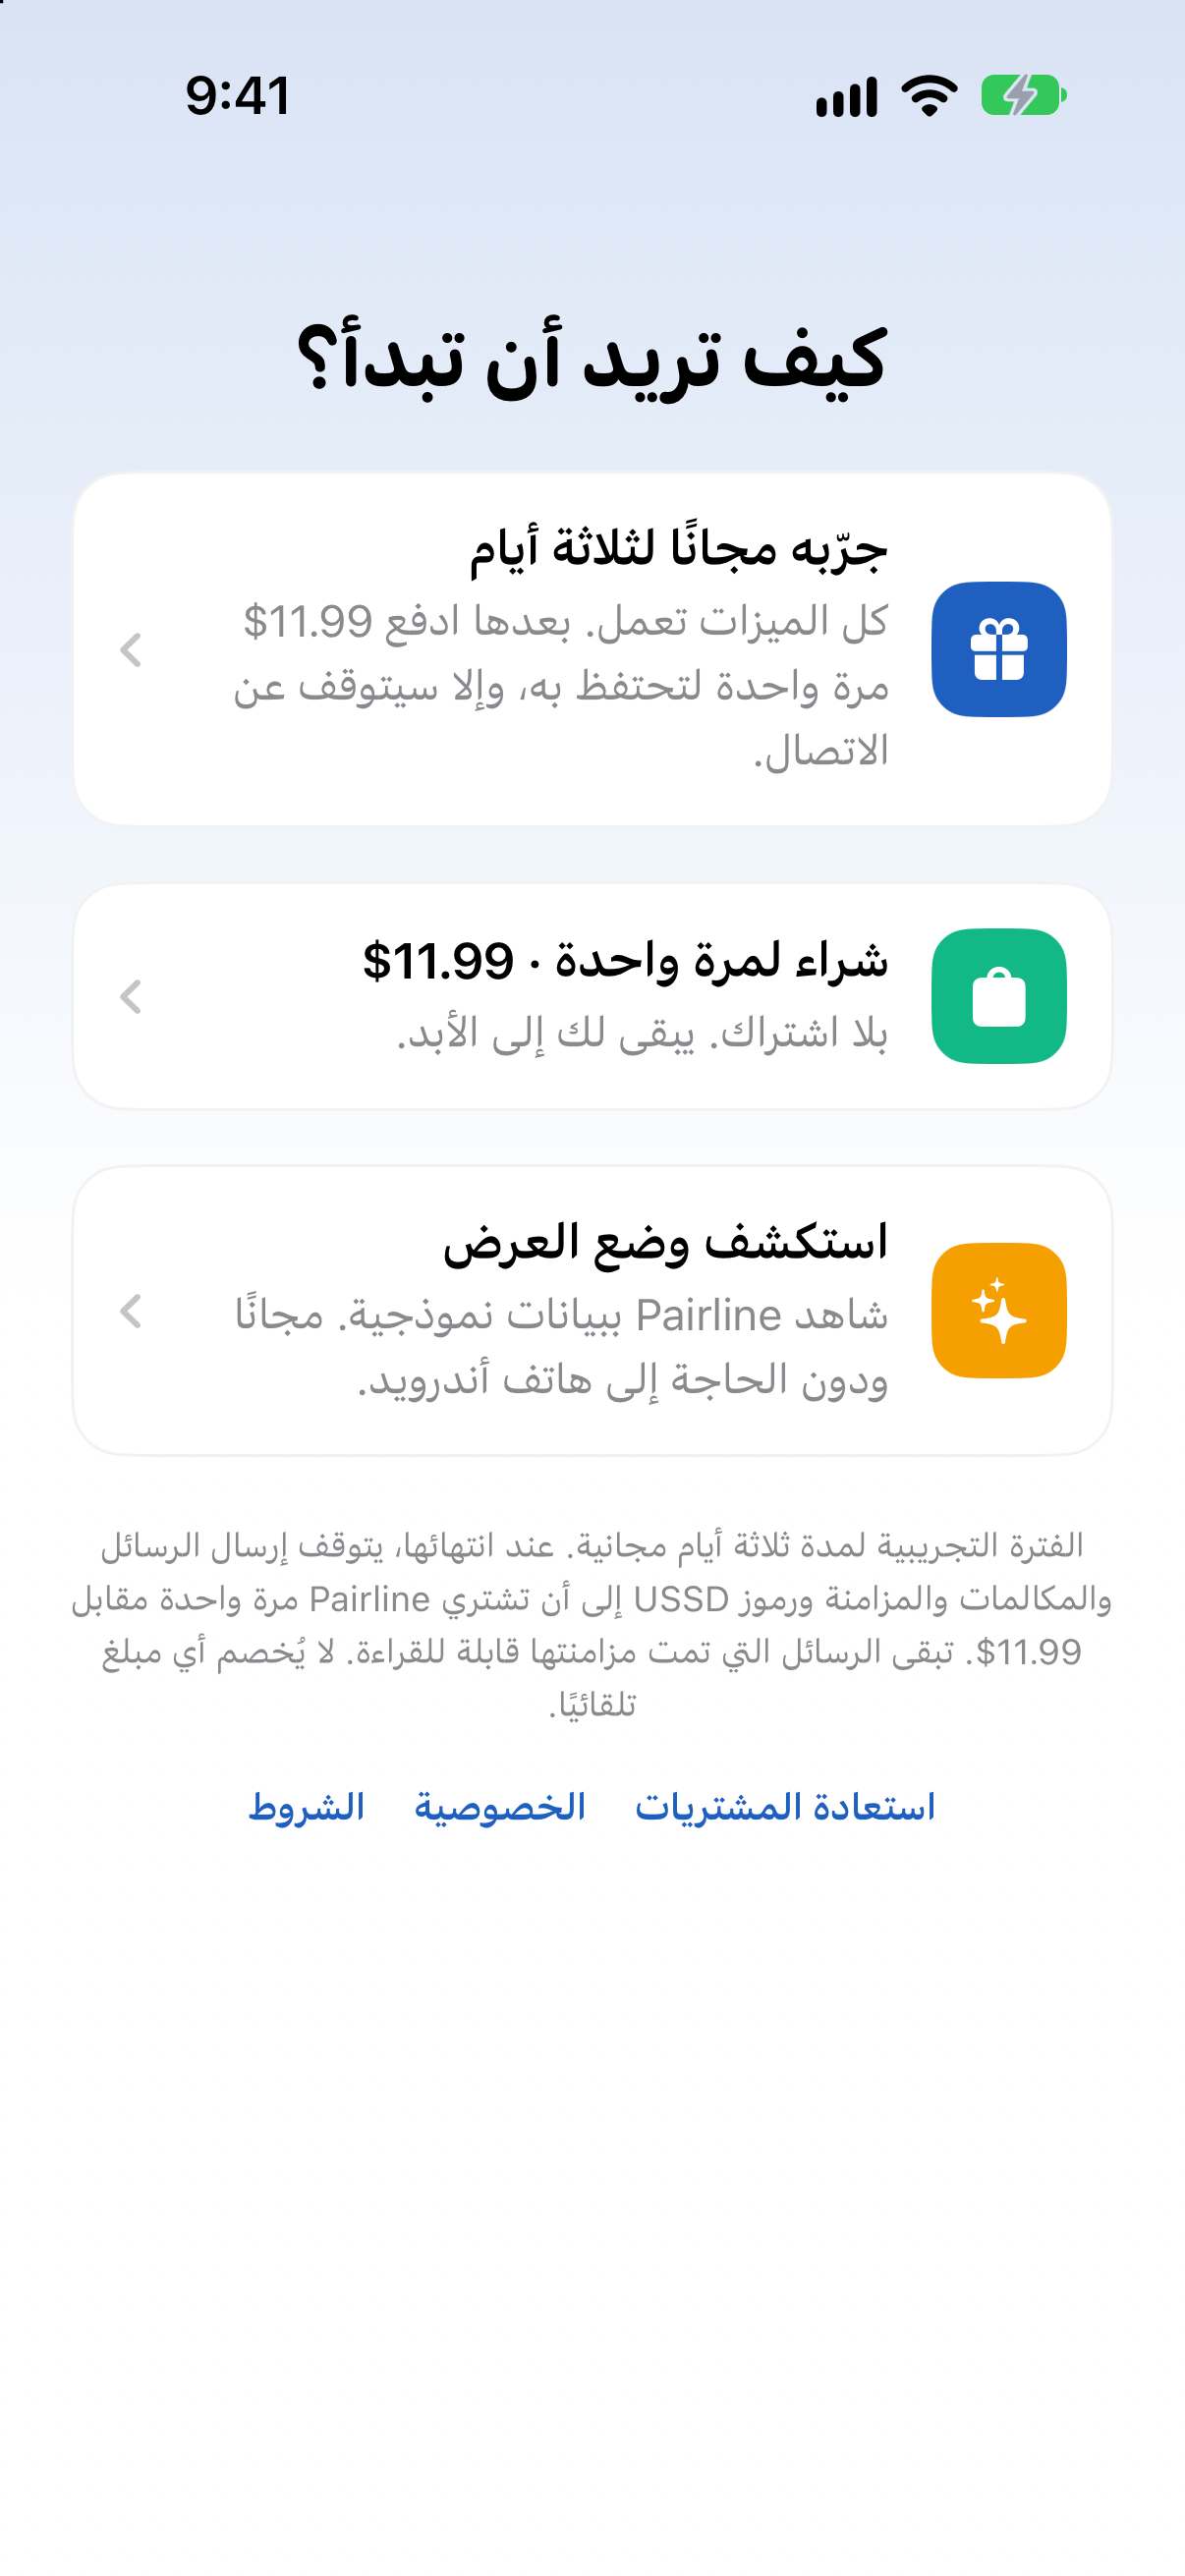 9:41
كيف تريد أن تبدأ؟
جرّبه مجانًا لثلاثة أيام
كل الميزات تعمل. بعدها ادفع 11.99$
مرة واحدة لتحتفظ به، وإلا سيتوقف عن
الاتصال.
شراء لمرة واحدة · 11.99$
بلا اشتراك. يبقى لك إلى الأبد.
استكشف وضع العرض
شاهد Pairline ببيانات نموذجية. مجانًا
ودون الحاجة إلى هاتف أندرويد.
الفترة التجريبية لمدة ثلاثة أيام مجانية. عند انتهائها، يتوقف إرسال الرسائل
والمكالمات والمزامنة ورموز USSD إلى أن تشتري Pairline مرة واحدة مقابل
11.99$. تبقى الرسائل التي تمت مزامنتها قابلة للقراءة. لا يُخصم أي مبلغ
تلقائيًا.
استعادة المشتريات الخصوصية الشروط